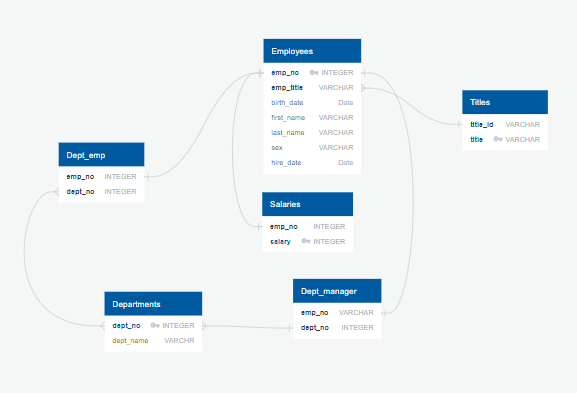 Employees
emp_no INTEGER
emp_title VARCHAR
birth_date Date
first_name VARCHAR
last_name VARCHAR
sex VARCHAR
hire_date Date
Titles
title_id VARCHAR
title VARCHAR
Dept_emp
emp_no INTEGER
dept_no INTEGER
Salaries
emp_no INTEGER
salary INTEGER
Departments
dept_no INTEGER
dept_name VARCHR
Dept_manager
emp_no VARCHAR
dept_no INTEGER